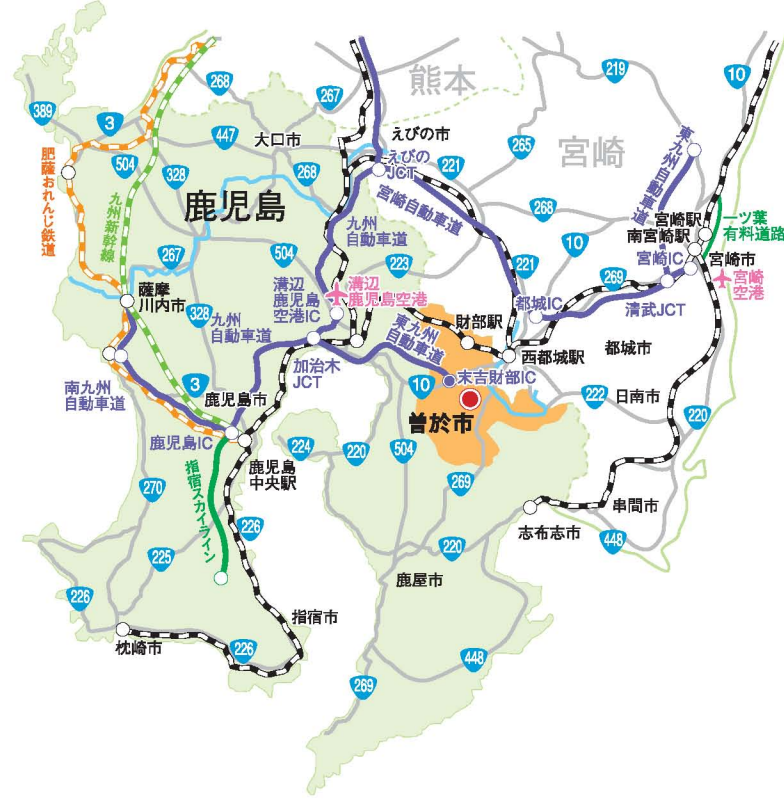 10
219
熊本
268
267
389
3
447
大口市
えびの市
えびの
JCT
265
宮崎
東九州自動車道
肥薩おれんじ鉄道
504
328
九州新幹線
268
221
宮崎自動車道
鹿児島
268
宮崎駅
南宮崎駅
一ツ葉
有料道路
九州
自動車道
10
267
504
223
221
宮崎IC
宮崎市
宮崎
空港
269
清武JCT
溝辺
鹿児島
空港IC
溝辺
鹿児島空港
薩摩
川内市
328
九州
自動車道
都城IC
財部駅
東九州
自動車道
西都城駅
都城市
加治木
JCT
末吉財部IC
10
南九州
自動車道
3
鹿児島市
曽於市
222
日南市
220
鹿児島IC
224
220
504
鹿児島
中央駅
指宿スカイライン
269
270
226
串間市
志布志市
448
225
220
鹿屋市
226
指宿市
枕崎市
226
448
269